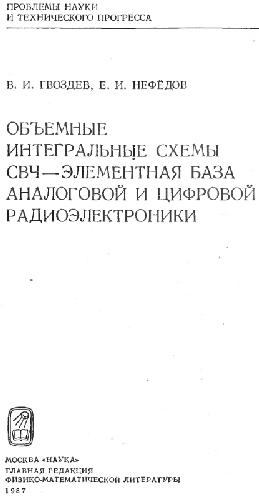 ПРОБЛЕМЫ НАУКИ
И ТЕХНИЧЕСКОГО ПРОГРЕССА
В. И. ГВОЗДЕВ, Е. И. НЕФЁДОВ
ОБЪЕМНЫЕ
ИНТЕГРАЛЬНЫЕ СХЕМЫ
СВЧ—ЭЛЕМЕНТНАЯ БАЗА
АНАЛОГОВОЙ И ЦИФРОВОЙ
РАДИОЭЛЕКТРОНИКИ
МОСКВА «НАУКА»
ГЛАВНАЯ РЕДАКЦИЯ
ФИЗИКО-МАТЕМАТИЧЕСКОЙ ЛИТЕРАТУРЫ
1987